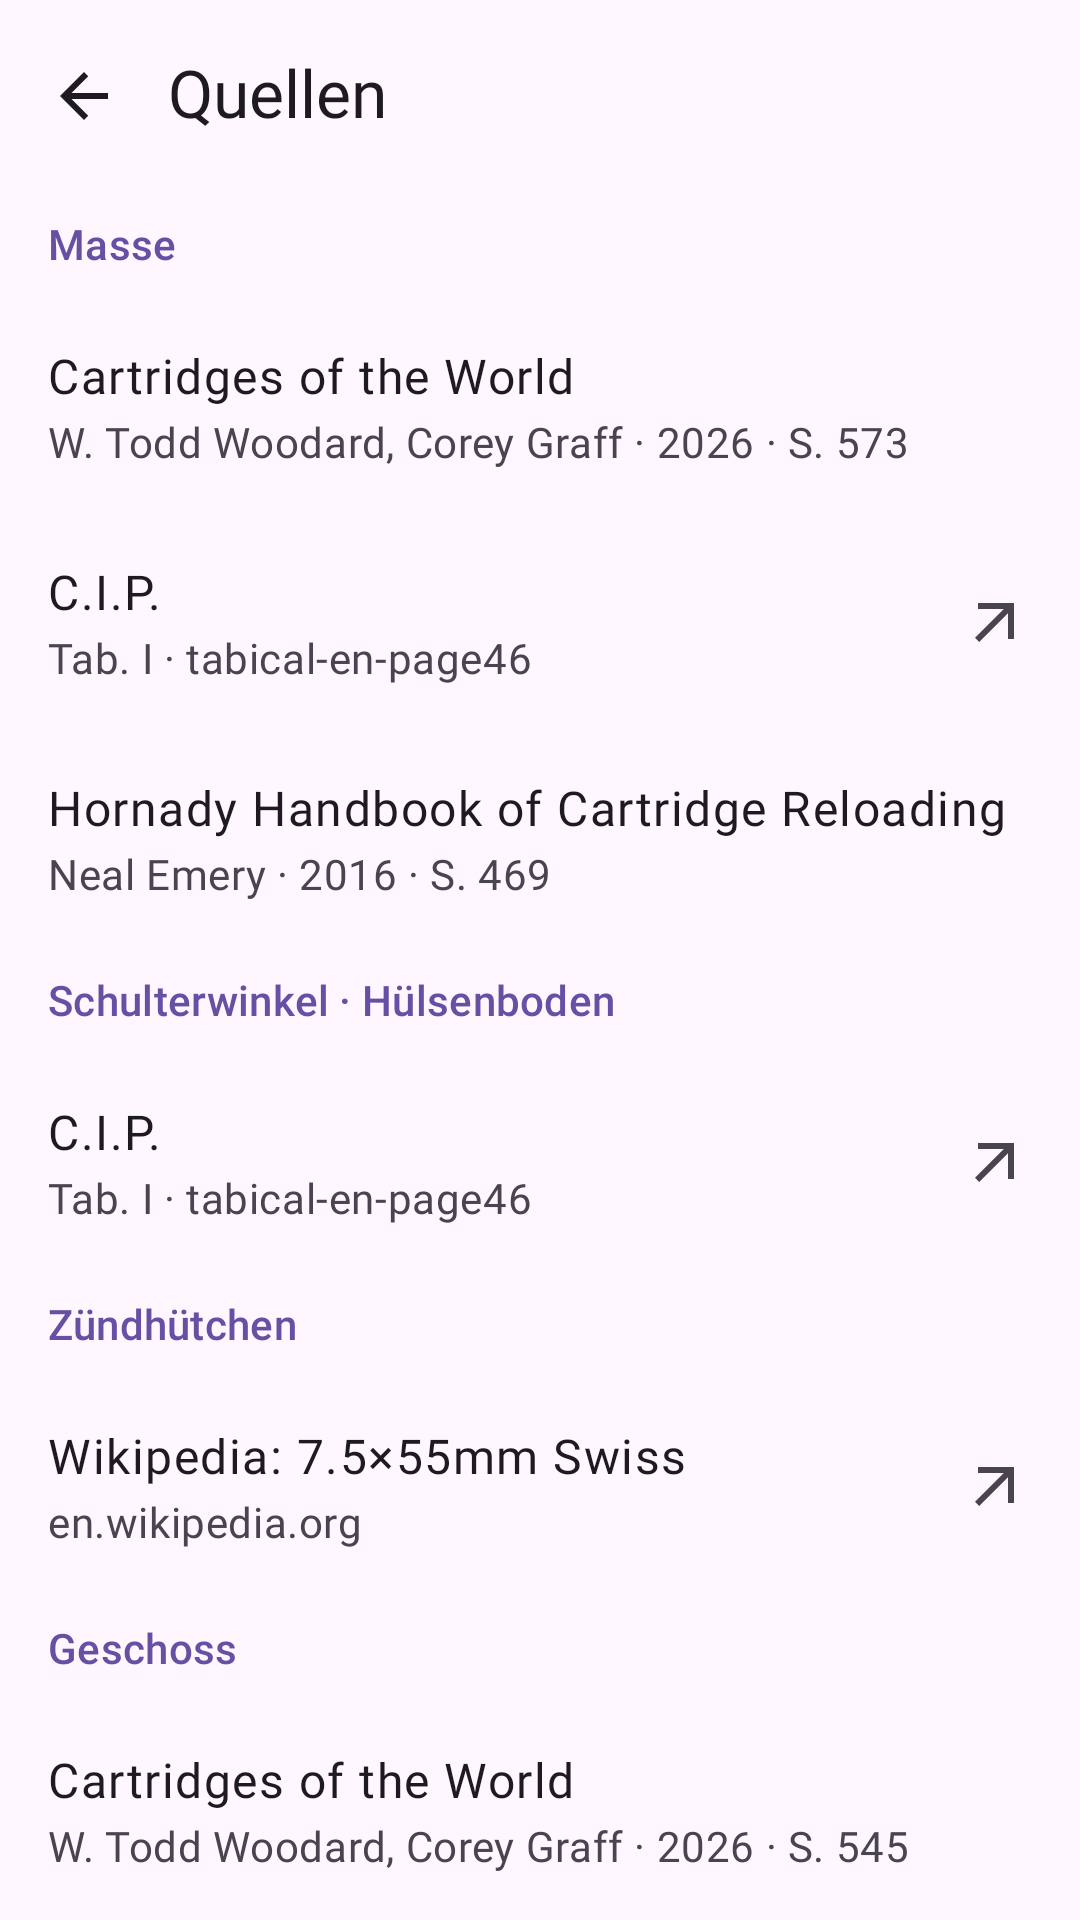 Quellen
Masse
Cartridges of the World
W. Todd Woodard, Corey Graff · 2026 · S. 573
C.I.P.
Tab. I · tabical-en-page46
Hornady Handbook of Cartridge Reloading
Neal Emery · 2016 · S. 469
Schulterwinkel · Hülsenboden
C.I.P.
Tab. I · tabical-en-page46
Zündhütchen
Wikipedia: 7.5×55mm Swiss
en.wikipedia.org
Geschoss
Cartridges of the World
W. Todd Woodard, Corey Graff · 2026 · S. 545